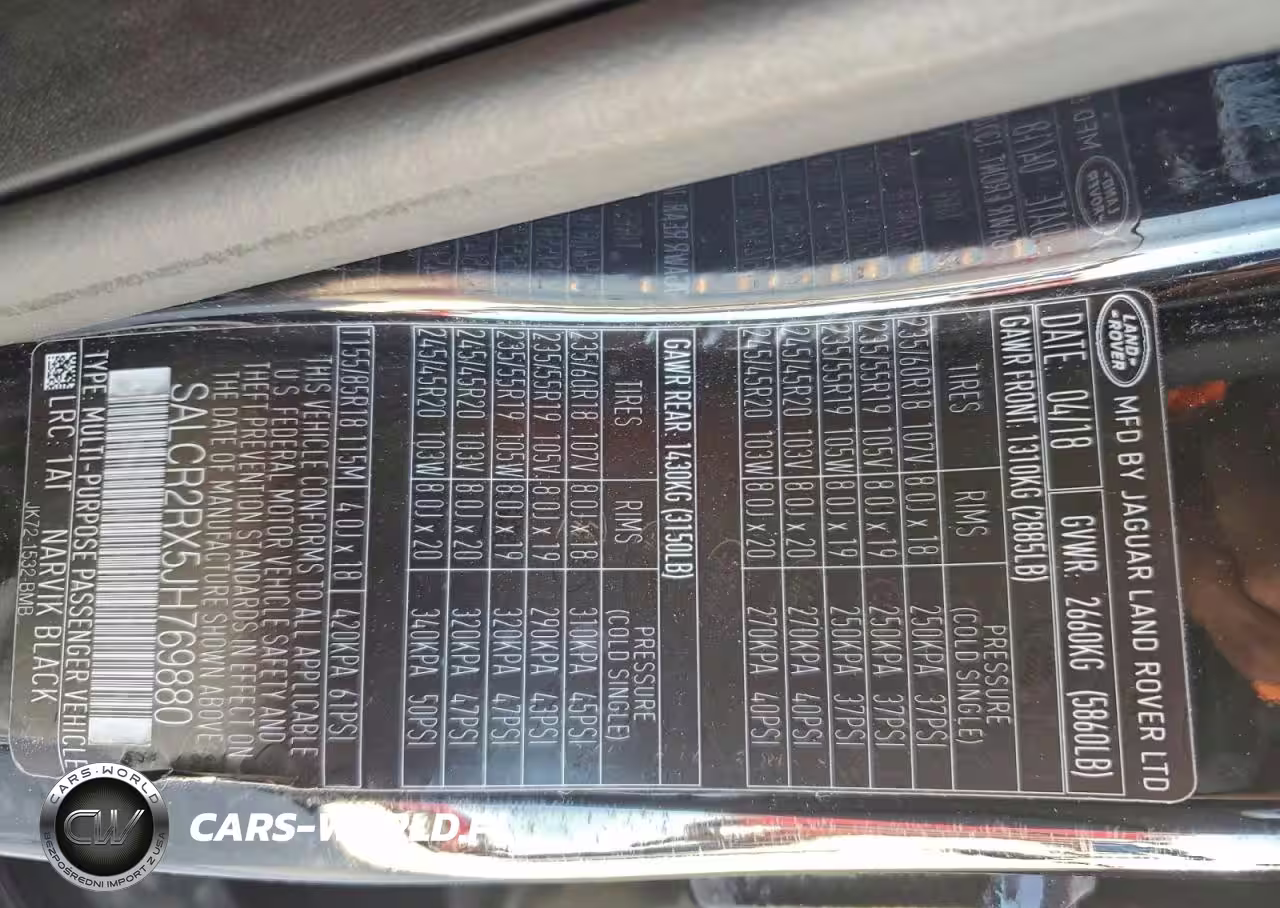 LAND-ROVER MFD BY JAGUAR LAND ROVER LTD
DATE 04/18 GVWR: 2660KG (5860LB)
GAWR FRONT: 1310KG (2885LB)
TIRES RIMS PRESSURE (COLD SINGLE)
235/60R18 107V 8.0J x 18 250KPA 37PSI
235/55R19 105V 8.0J x 19 250KPA 37PSI
235/55R19 105W 8.0J x 19 250KPA 37PSI
245/45R20 103V 8.0J x 20 270KPA 40PSI
245/45R20 103W 8.0J x 20 270KPA 40PSI
GAWR REAR: 1430KG (3150LB)
TIRES RIMS PRESSURE (COLD SINGLE)
235/60R18 107V 8.0J x 18 310KPA 45PSI
235/55R19 105V 8.0J x 19 290KPA 43PSI
235/55R19 105W 8.0J x 19 320KPA 47PSI
245/45R20 103V 8.0J x 20 320KPA 47PSI
245/45R20 103W 8.0J x 20 340KPA 50PSI
T155/85R18 115M 4.0J x 18 420KPA 61PSI
THIS VEHICLE CONFORMS TO ALL APPLICABLE
U.S. FEDERAL MOTOR VEHICLE SAFETY AND
THEFT PREVENTION STANDARDS IN EFFECT ON
THE DATE OF MANUFACTURE SHOWN ABOVE
SALCR2RX5JH769880
TYPE: MULTI-PURPOSE PASSENGER VEHICLE
LRC 1AT NARVIK BLACK
JK72-1532-BMB
CARS-WORLD
CW
BEZPOŚREDNI IMPORT Z USA
CARS-WORLD.PL